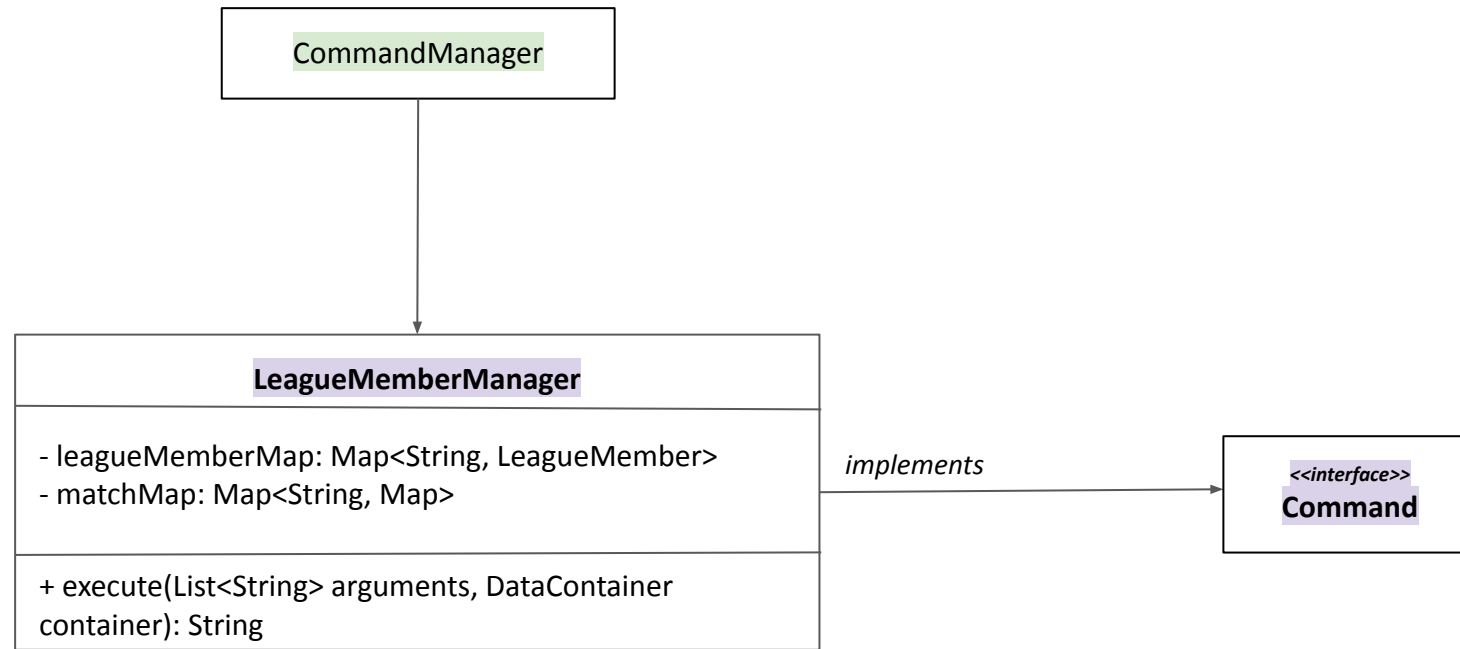 CommandManager
LeagueMemberManager
- leagueMemberMap: Map<String, LeagueMember>
- matchMap: Map<String, Map>
implements
<<interface>>
Command
+ execute(List<String> arguments, DataContainer
container): String